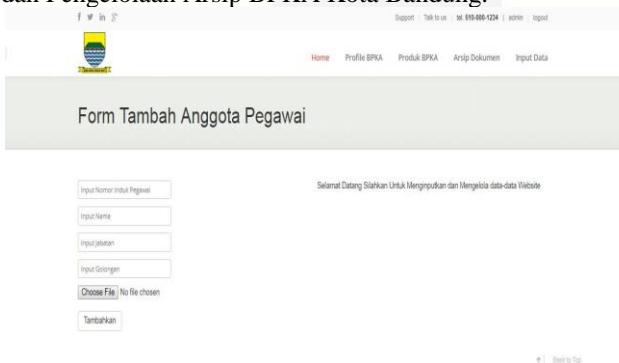 dan Pengelolaan Arsip BPKA Kota Bandung.
Support | Talk to us | tel. 610-000-1234 | admin | logout
Home Profile BPKA Produk BPKA Arsip Dokumen Input Data
Form Tambah Anggota Pegawai
Input Nomor Induk Pegawai
Selamat Datang Silahkan Untuk Menginputkan dan Mengelola data-data Website
Input Name
Input Jabatan
Input Golongan
Choose File No file chosen
Tambahkan
Back to Top